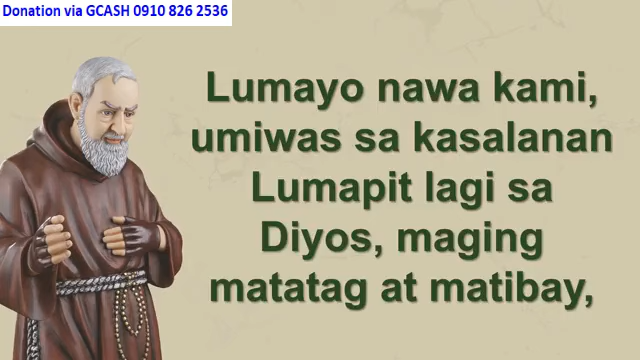 Donation via GCASH 0910 826 2536
Lumayo nawa kami,
umiwas sa kasalanan
Lumapit lagi sa
Diyos, maging
matatag at matibay,